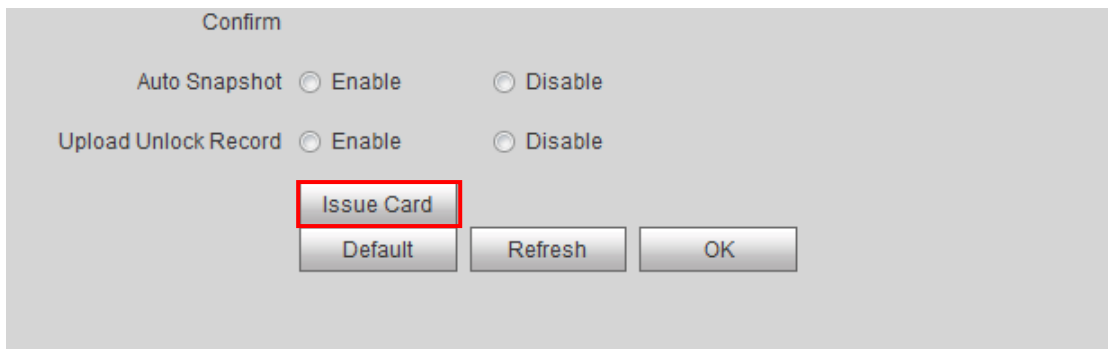 Confirm
Auto Snapshot Enable Disable
Upload Unlock Record Enable Disable
Issue Card
Default Refresh OK